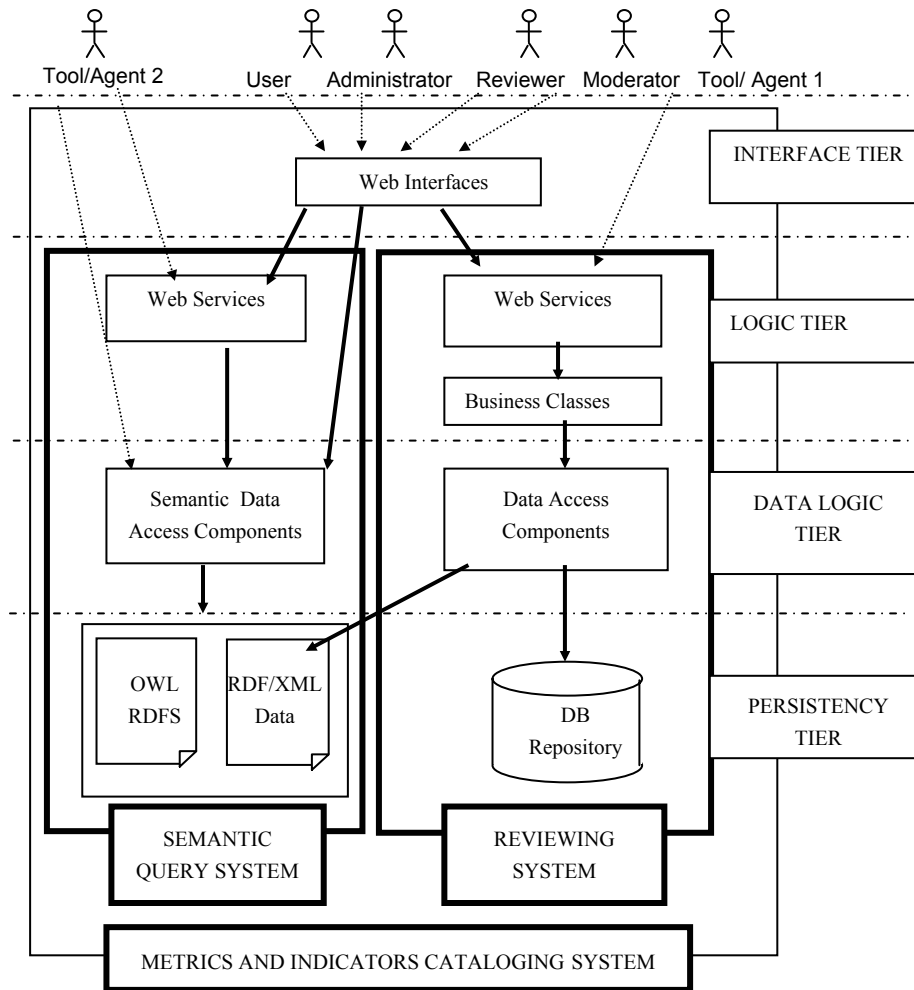 Tool/Agent 2
User
Administrator
Reviewer
Moderator
Tool/ Agent 1
INTERFACE TIER
Web Interfaces
Web Services
Web Services
LOGIC TIER
Business Classes
Semantic Data
Access Components
Data Access
Components
DATA LOGIC
TIER
OWL
RDFS
RDF/XML
Data
DB
Repository
PERSISTENCY
TIER
SEMANTIC
QUERY SYSTEM
REVIEWING
SYSTEM
METRICS AND INDICATORS CATALOGING SYSTEM